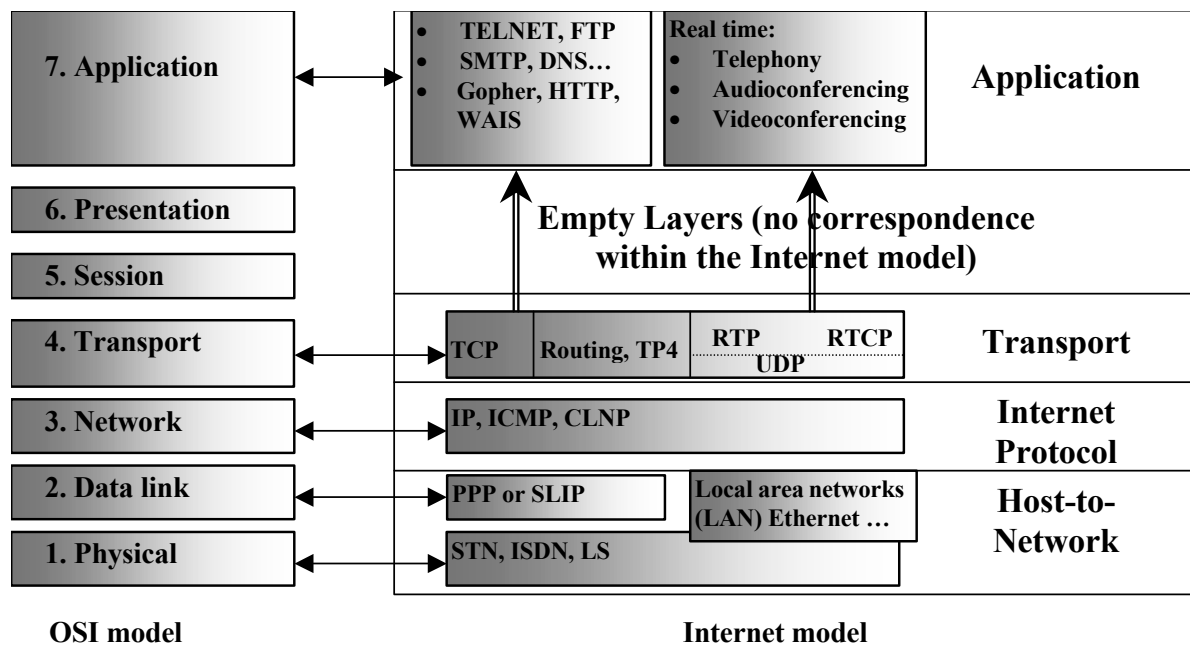 7. Application
• TELNET, FTP
• SMTP, DNS…
• Gopher, HTTP,
WAIS
Real time:
• Telephony
• Audioconferencing
• Videoconferencing
Application
6. Presentation
5. Session
Empty Layers (no correspondence
within the Internet model)
4. Transport
TCP
Routing, TP4
RTP
RTCP
UDP
Transport
3. Network
IP, ICMP, CLNP
Internet
Protocol
2. Data link
PPP or SLIP
Local area networks
(LAN) Ethernet …
Host-to-
Network
1. Physical
STN, ISDN, LS
OSI model
Internet model